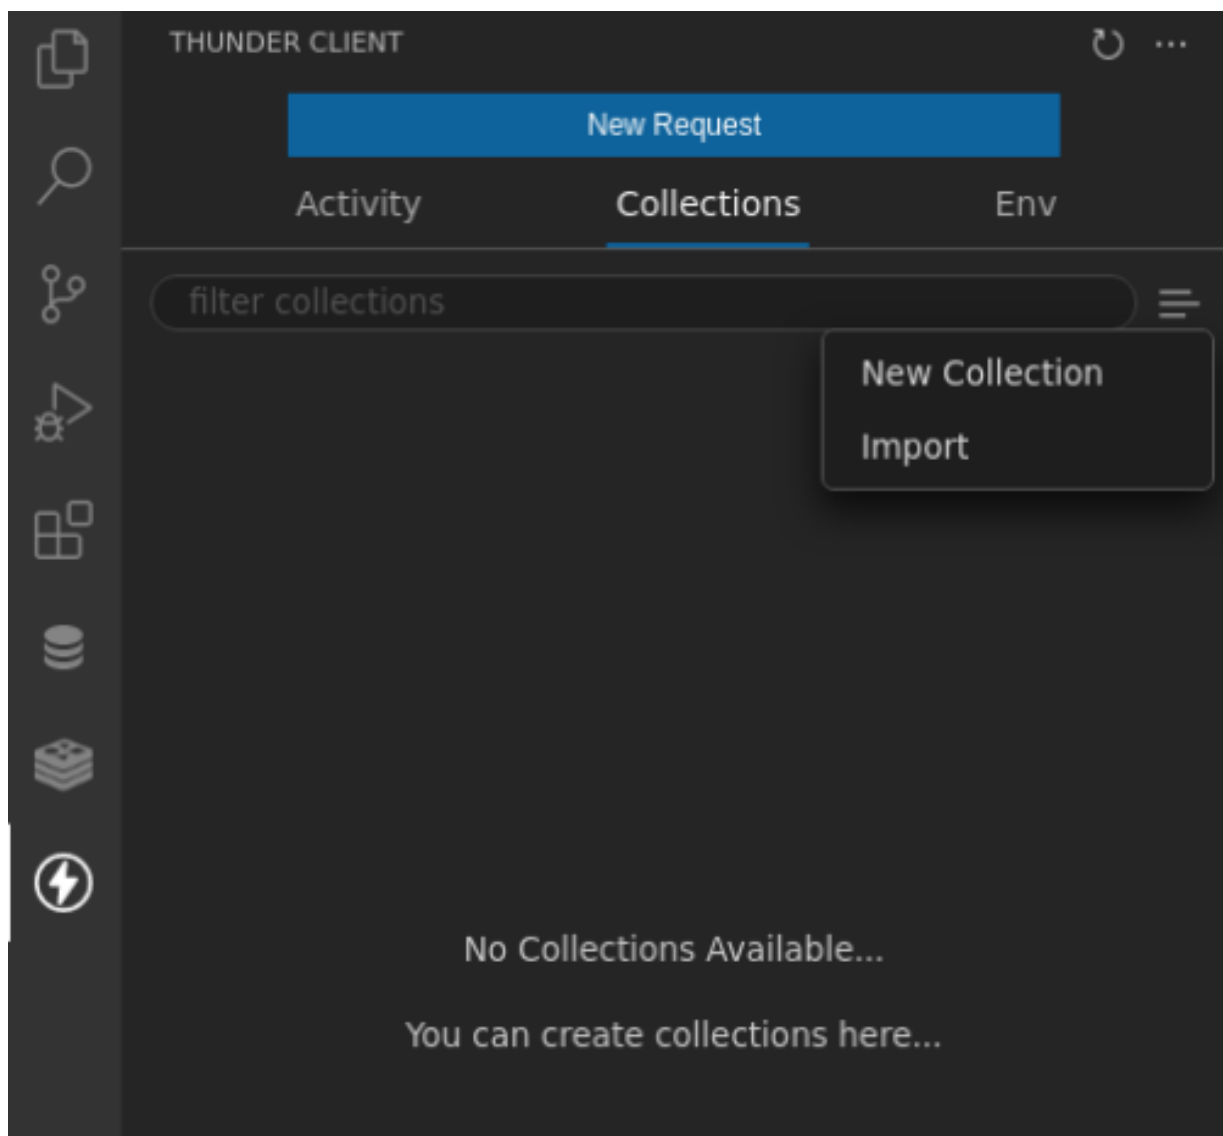 THUNDER CLIENT
New Request
Activity Collections Env
filter collections
New Collection
Import
No Collections Available...
You can create collections here...